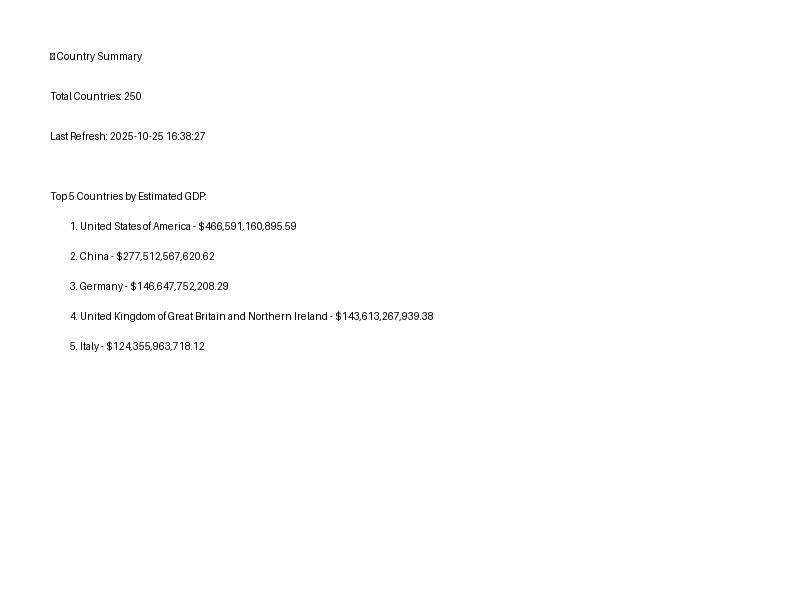 Country Summary
Total Countries: 250
Last Refresh: 2025-10-25 16:38:27
Top 5 Countries by Estimated GDP:
1. United States of America - $466,591,160,895.59
2. China - $277,512,567,620.62
3. Germany - $146,647,752,208.29
4. United Kingdom of Great Britain and Northern Ireland - $143,613,267,939.38
5. Italy - $124,355,963,718.12